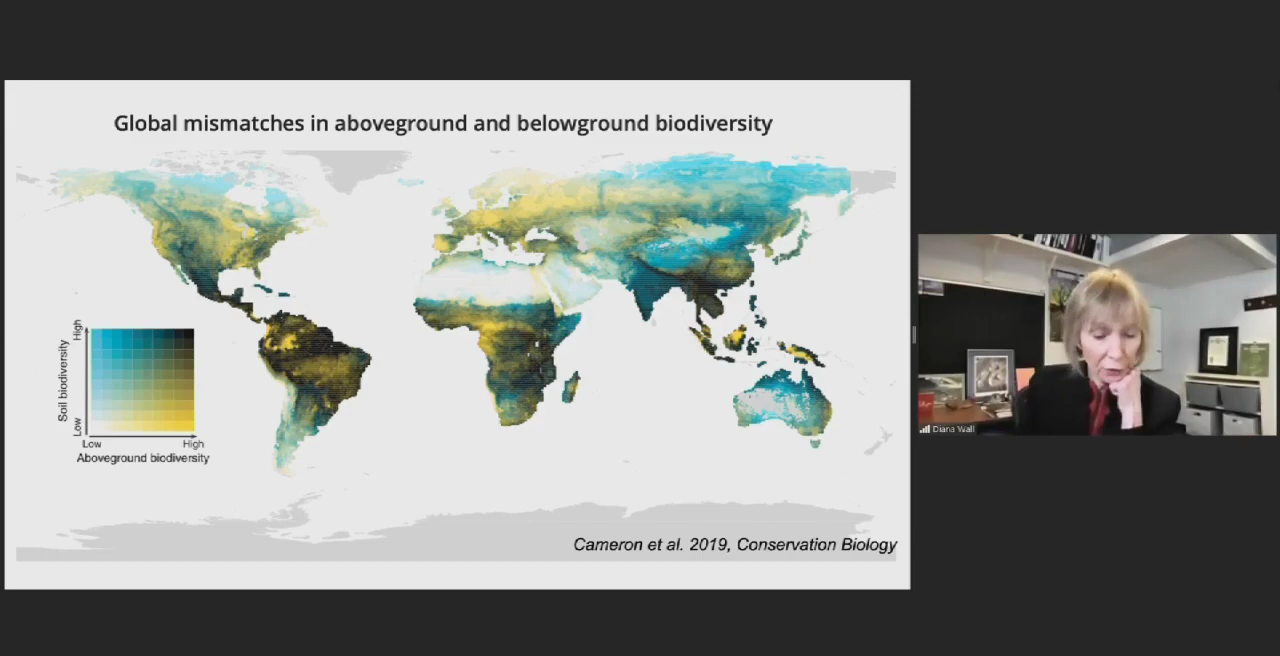 Global mismatches in aboveground and belowground biodiversity
High
Soil biodiversity
Low
Low High
Aboveground biodiversity
Cameron et al. 2019, Conservation Biology
Diana Wall